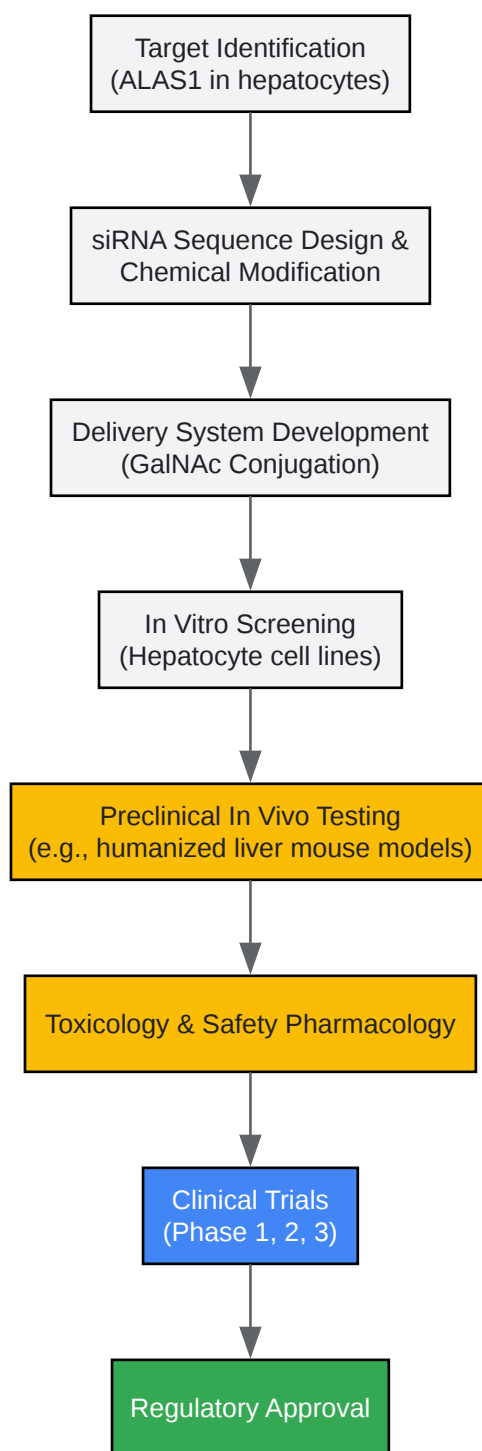 Target Identification
(ALAS1 in hepatocytes)
siRNA Sequence Design &
Chemical Modification
Delivery System Development
(GalNAc Conjugation)
In Vitro Screening
(Hepatocyte cell lines)
Preclinical In Vivo Testing
(e.g., humanized liver mouse models)
Toxicology & Safety Pharmacology
Clinical Trials
(Phase 1, 2, 3)
Regulatory Approval